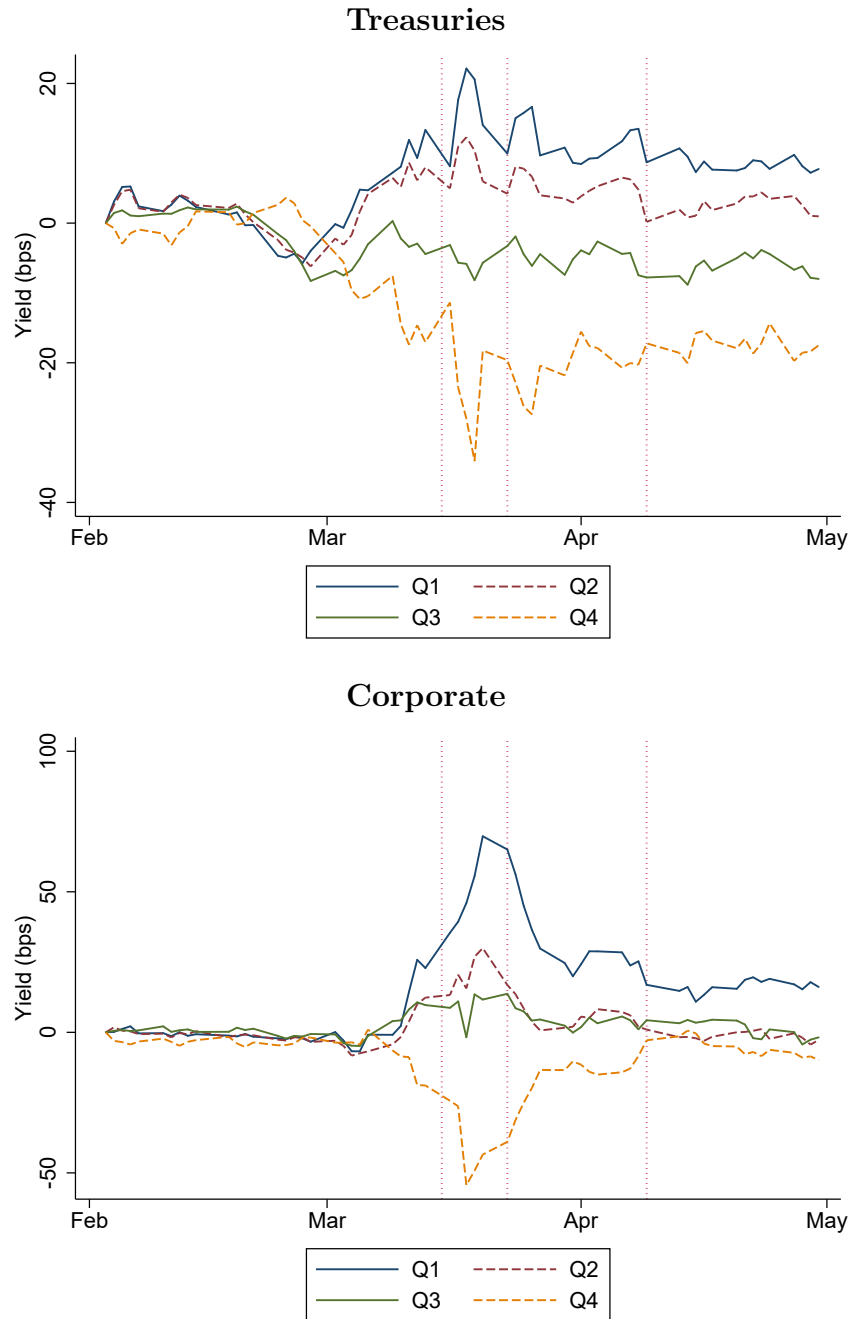 Treasuries
Yield (bps)
20
0
-20
-40
Feb Mar Apr May
Q1 Q2
Q3 Q4
Corporate
Yield (bps)
100
50
0
-50
Feb Mar Apr May
Q1 Q2
Q3 Q4